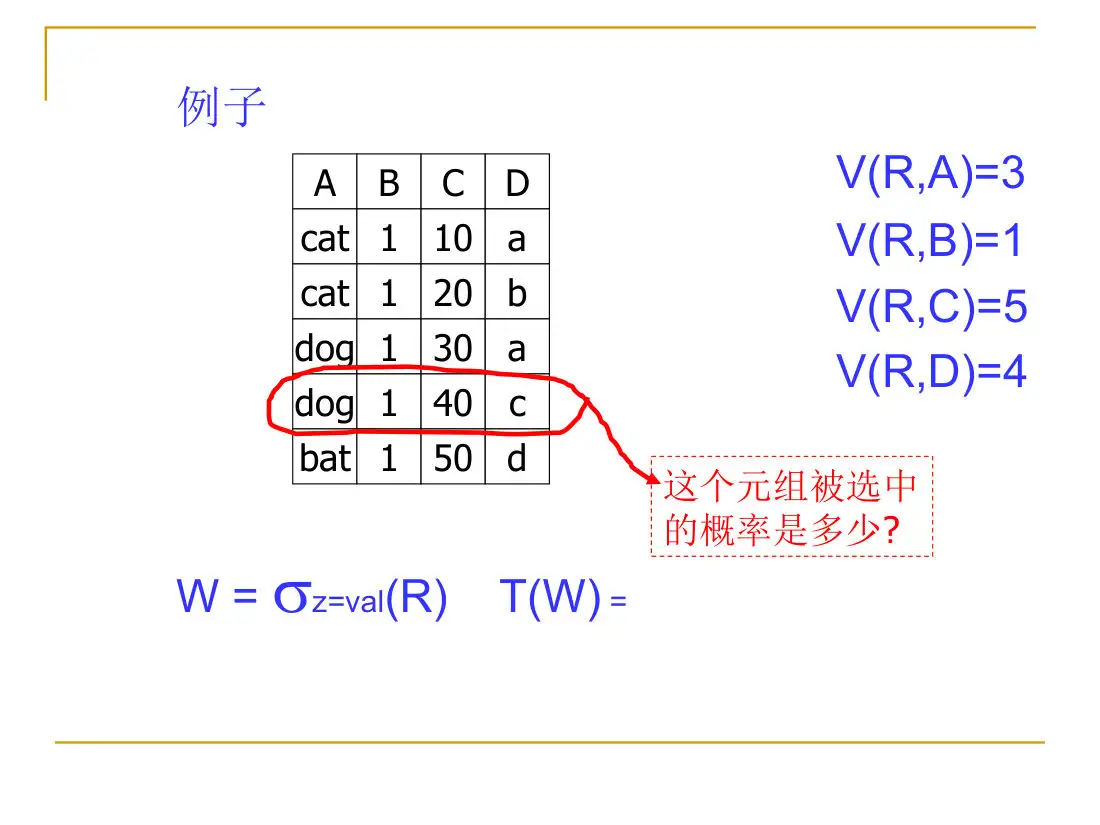 例子
A B C D
cat 1 10 a
cat 1 20 b
dog 1 30 a
dog 1 40 c
bat 1 50 d
V(R,A)=3
V(R,B)=1
V(R,C)=5
V(R,D)=4
这个元组被选中
的概率是多少?
W = σz=val(R) T(W) =